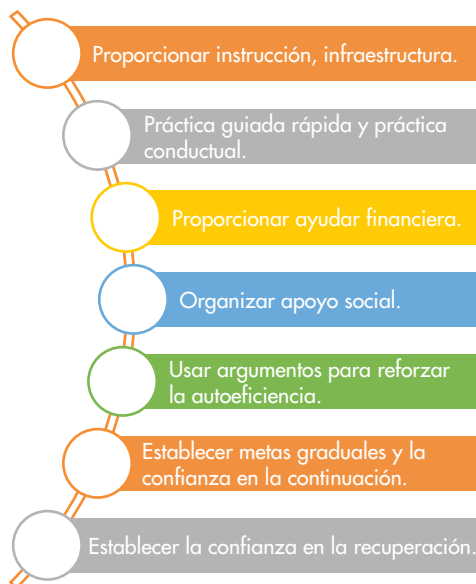 Proporcionar instrucción, infraestructura.
Práctica guiada rápida y práctica
conductual.
Proporcionar ayudar financiera.
Organizar apoyo social.
Usar argumentos para reforzar
la autoeficiencia.
Establecer metas graduales y la
confianza en la continuación.
Establecer la confianza en la recuperación.